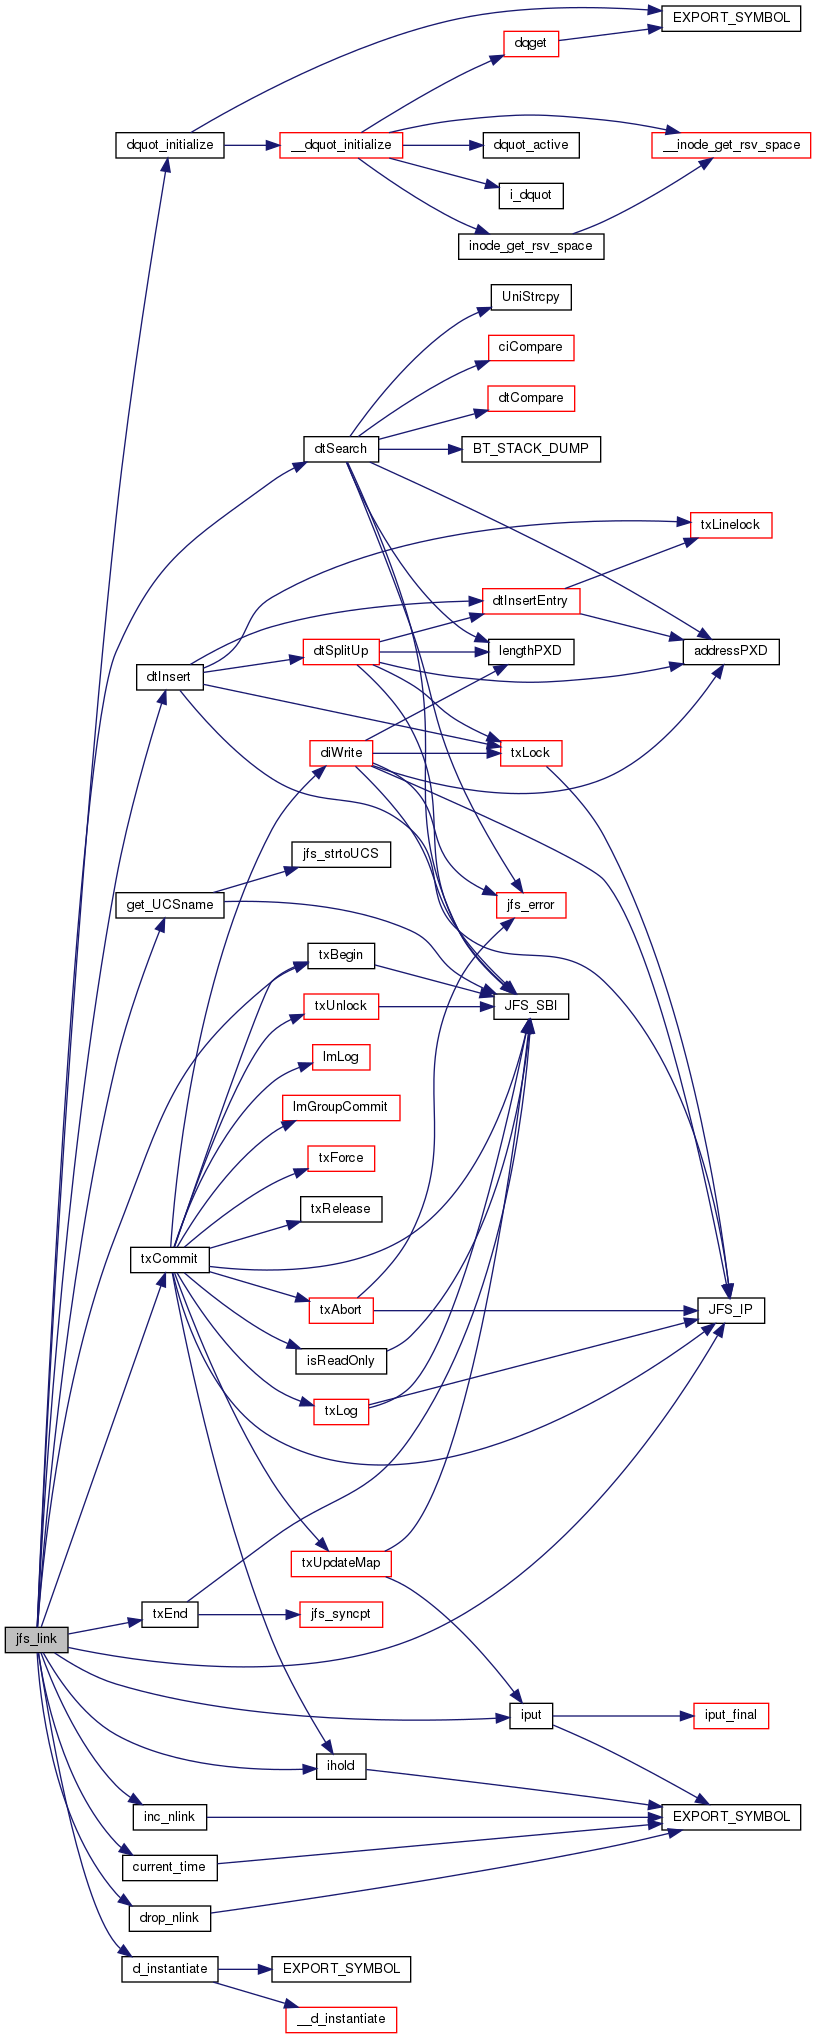 EXPORT_SYMBOL
dqget
dquot_initialize
__dquot_initialize
dquot_active
__inode_get_rsv_space
i_dquot
inode_get_rsv_space
UniStrcpy
ciCompare
dtCompare
dtSearch
BT_STACK_DUMP
txLinelock
dtInsertEntry
dtSplitUp
lengthPXD
addressPXD
dtInsert
diWrite
txLock
jfs_strtoUCS
get_UCSname
jfs_error
txBegin
txUnlock
JFS_SBI
lmLog
lmGroupCommit
txForce
txRelease
txCommit
txAbort
JFS_IP
isReadOnly
txLog
txUpdateMap
txEnd
jfs_syncpt
jfs_link
iput
iput_final
ihold
inc_nlink
EXPORT_SYMBOL
current_time
drop_nlink
d_instantiate
EXPORT_SYMBOL
__d_instantiate